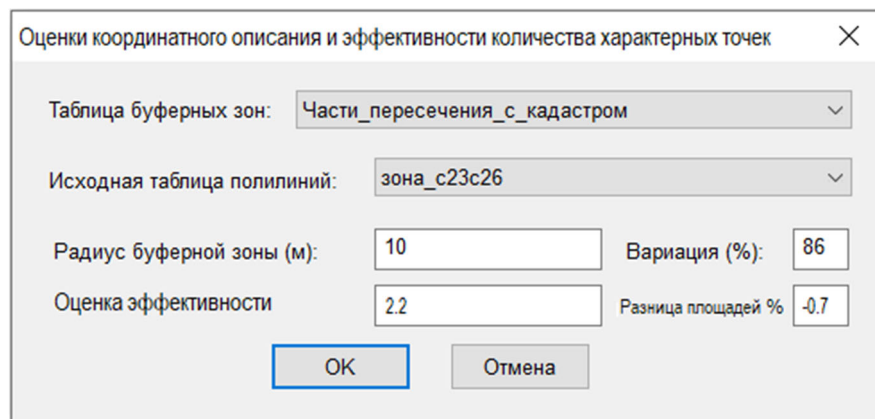 Оценки координатного описания и эффективности количества характерных точек
Таблица буферных зон: Части_пересечения_с_кадастром
Исходная таблица полилиний: зона_с23с26
Радиус буферной зоны (м): 10 Вариация (%): 86
Оценка эффективности 2.2 Разница площадей % -0.7
OK Отмена